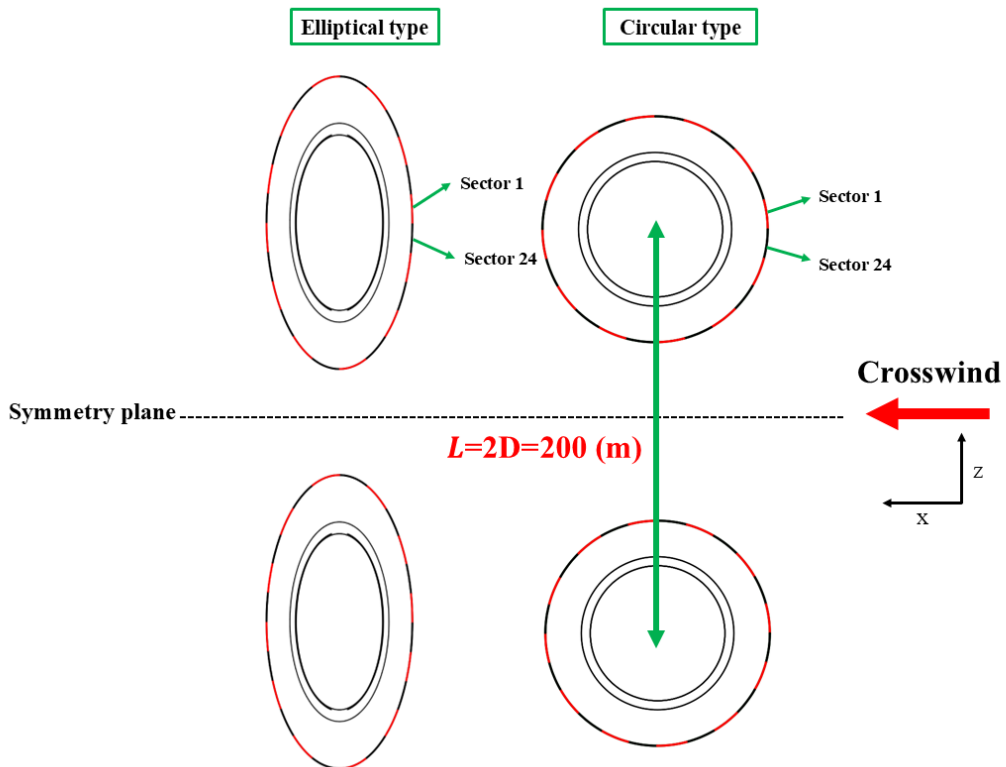 Elliptical type
Circular type
Sector 1
Sector 24
Sector 1
Sector 24
Crosswind
Symmetry plane
L=2D=200 (m)
z
x